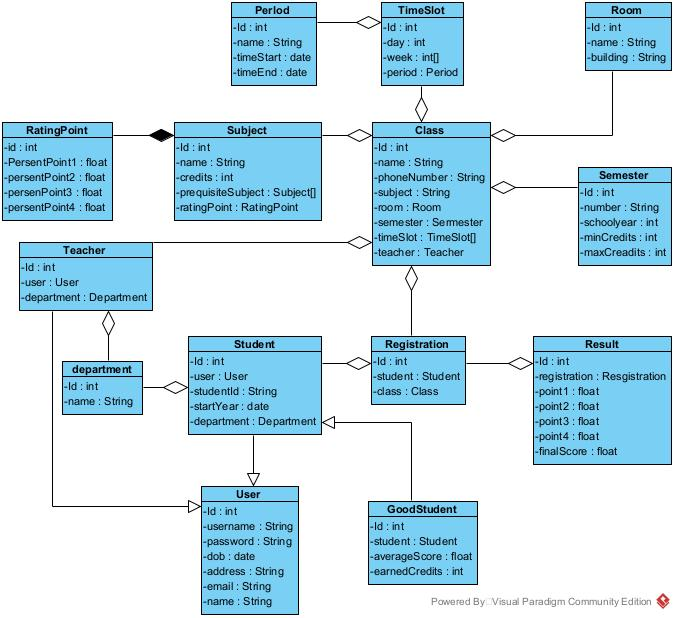 Period
-Id : int
-name : String
-timeStart : date
-timeEnd : date
TimeSlot
-Id : int
-day : int
-week : int[]
-period : Period
Room
-Id : int
-name : String
-building : String
RatingPoint
-id : int
-PersentPoint1 : float
-persentPoint2 : float
-persenPoint3 : float
-persentPoint4 : float
Subject
-Id : int
-name : String
-credits : int
-prequisiteSubject : Subject[]
-ratingPoint : RatingPoint
Class
-Id : int
-name : String
-phoneNumber : String
-subject : String
-room : Room
-semester : Sermester
-timeSlot : TimeSlot[]
-teacher : Teacher
Semester
-Id : int
-number : String
-schoolyear : int
-minCredits : int
-maxCreadits : int
Teacher
-Id : int
-user : User
-department : Department
department
-Id : int
-name : String
Student
-Id : int
-user : User
-studentId : String
-startYear : date
-department : Department
Registration
-Id : int
-student : Student
-class : Class
Result
-Id : int
-registration : Resgistration
-point1 : float
-point2 : float
-point3 : float
-point4 : float
-finalScore : float
User
-Id : int
-username : String
-password : String
-dob : date
-address : String
-email : String
-name : String
GoodStudent
-Id : int
-student : Student
-averageScore : float
-earnedCredits : int
Powered By Visual Paradigm Community Edition